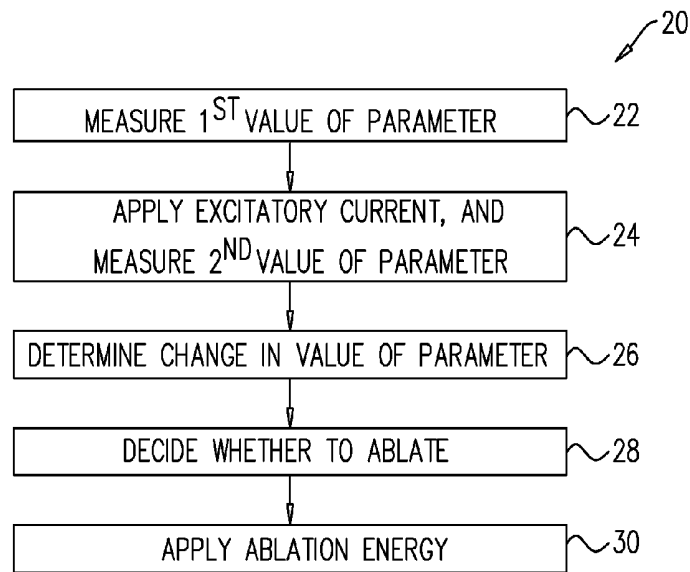 20
MEASURE 1ST VALUE OF PARAMETER
22
APPLY EXCITATORY CURRENT, AND
MEASURE 2ND VALUE OF PARAMETER
24
DETERMINE CHANGE IN VALUE OF PARAMETER
26
DECIDE WHETHER TO ABLATE
28
APPLY ABLATION ENERGY
30